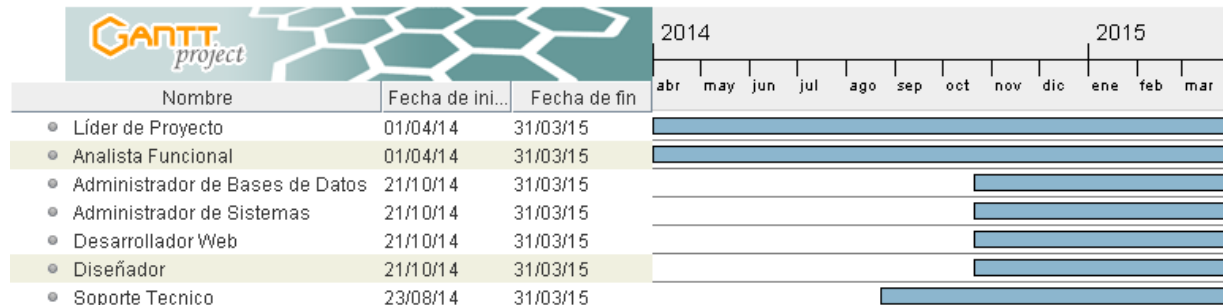 GANTT
project
2014 2015
abr may jun jul ago sep oct nov dic ene feb mar
Nombre Fecha de ini... Fecha de fin
Líder de Proyecto 01/04/14 31/03/15
Analista Funcional 01/04/14 31/03/15
Administrador de Bases de Datos 21/10/14 31/03/15
Administrador de Sistemas 21/10/14 31/03/15
Desarrollador Web 21/10/14 31/03/15
Diseñador 21/10/14 31/03/15
Soporte Tecnico 23/08/14 31/03/15